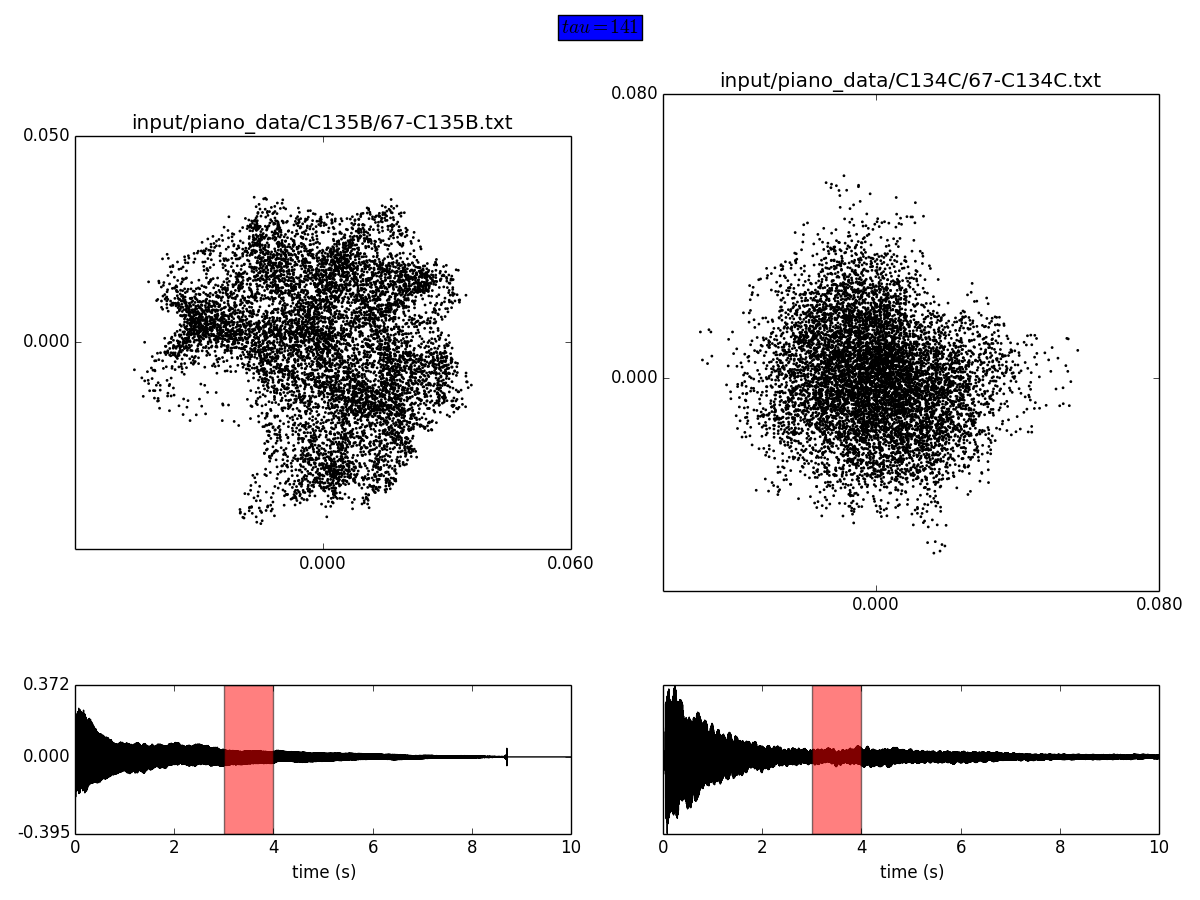 tau = 141
input/piano_data/C135B/67-C135B.txt
input/piano_data/C134C/67-C134C.txt
0.050
0.000
0.000 0.060
0.080
0.000
0.000 0.080
0.372
0.000
-0.395
0 2 4 6 8 10
time (s)
0 2 4 6 8 10
time (s)